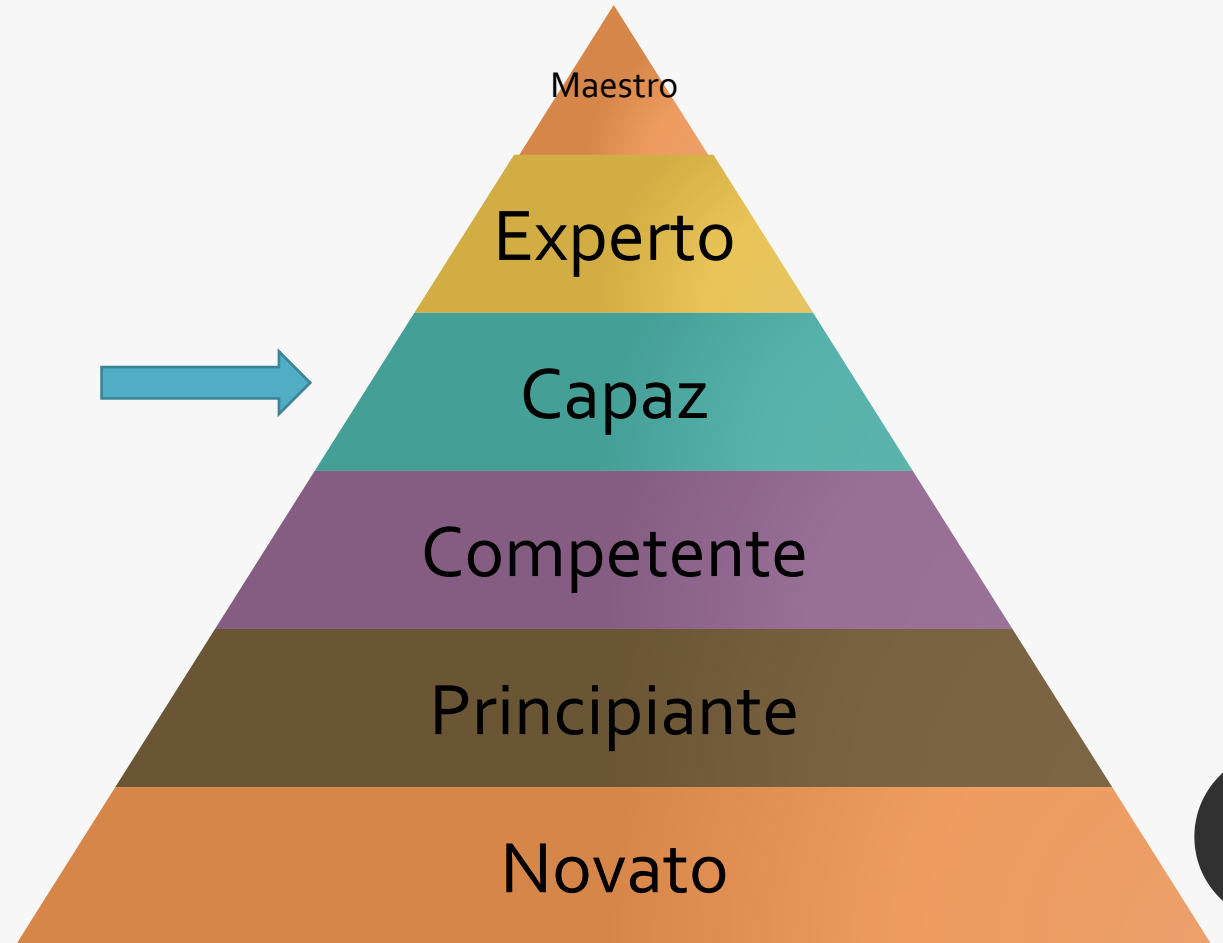 Maestro
Experto
Capaz
Competente
Principiante
Novato